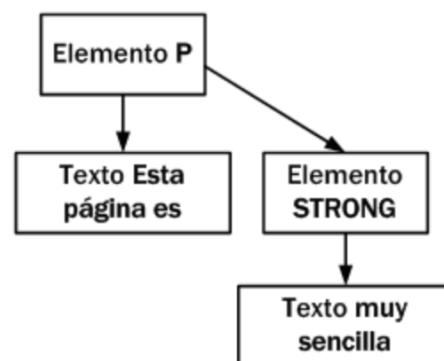 Elemento P
Texto Esta
página es
Elemento
STRONG
Texto muy
sencilla